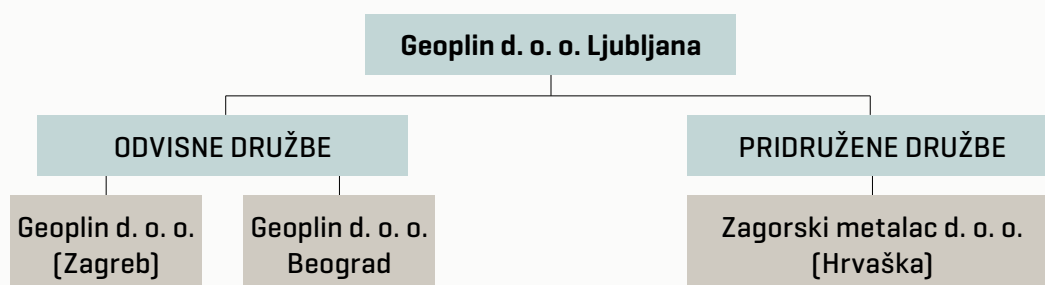 Geoplin d. o. o. Ljubljana
ODVISNE DRUŽBE
PRIDRUŽENE DRUŽBE
Geoplin d. o. o.
(Zagreb)
Geoplin d. o. o.
Beograd
Zagorski metalac d. o. o.
(Hrvaška)